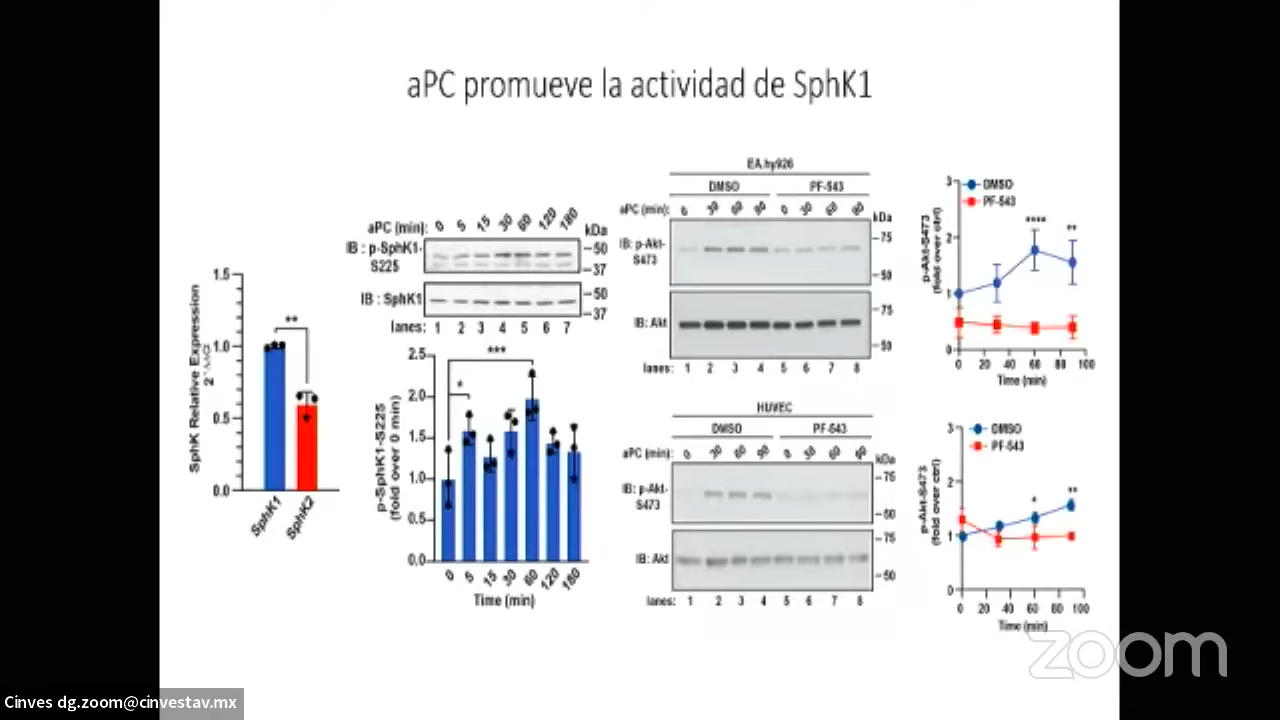 aPC promueve la actividad de SphK1
SphK Relative Expression
1.5
1.0
0.5
0.0
**
SphK1
SphK2
aPC (min): 0 5 15 30 60 120 180
kDa
IB : p-SphK1-
S225
50
37
IB : SphK1
50
37
lanes: 1 2 3 4 5 6 7
p-SphK1-S225
(fold over 0 min)
2.5
2.0
1.5
1.0
0.5
0.0
***
*
0 5 15 30 60 120 180
Time (min)
EA.hy926
DMSO PF-543
aPC (min): 0 30 60 90 0 30 60 90
kDa
IB: p-Akt-
S473
75
50
IB: Akt
75
50
lanes: 1 2 3 4 5 6 7 8
p-Akt-S473
(fold over ctrl)
DMSO
PF-543
3
2
1
0
****
**
0 20 40 60 80 100
Time (min)
HUVEC
DMSO PF-543
aPC (min): 0 30 60 90 0 30 60 90
kDa
IB: p-Akt-
S473
75
50
IB: Akt
75
50
lanes: 1 2 3 4 5 6 7 8
p-Akt-S473
(fold over ctrl)
DMSO
PF-543
3
2
1
0
*
**
0 20 40 60 80 100
Time (min)
zoom
Cinves dg.zoom@cinvestav.mx